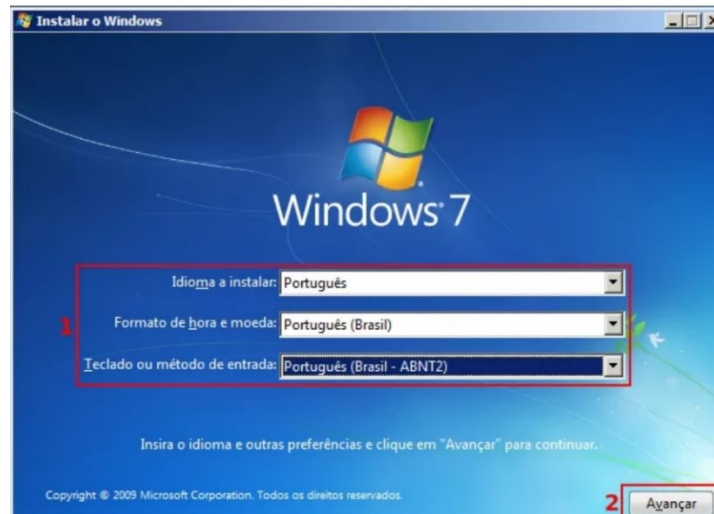 Instalar o Windows
Windows 7
Idioma a instalar: Português
1
Formato de hora e moeda: Português (Brasil)
Teclado ou método de entrada: Português (Brasil - ABNT2)
Insira o idioma e outras preferências e clique em "Avançar" para continuar.
Copyright © 2009 Microsoft Corporation. Todos os direitos reservados.
2
Avançar